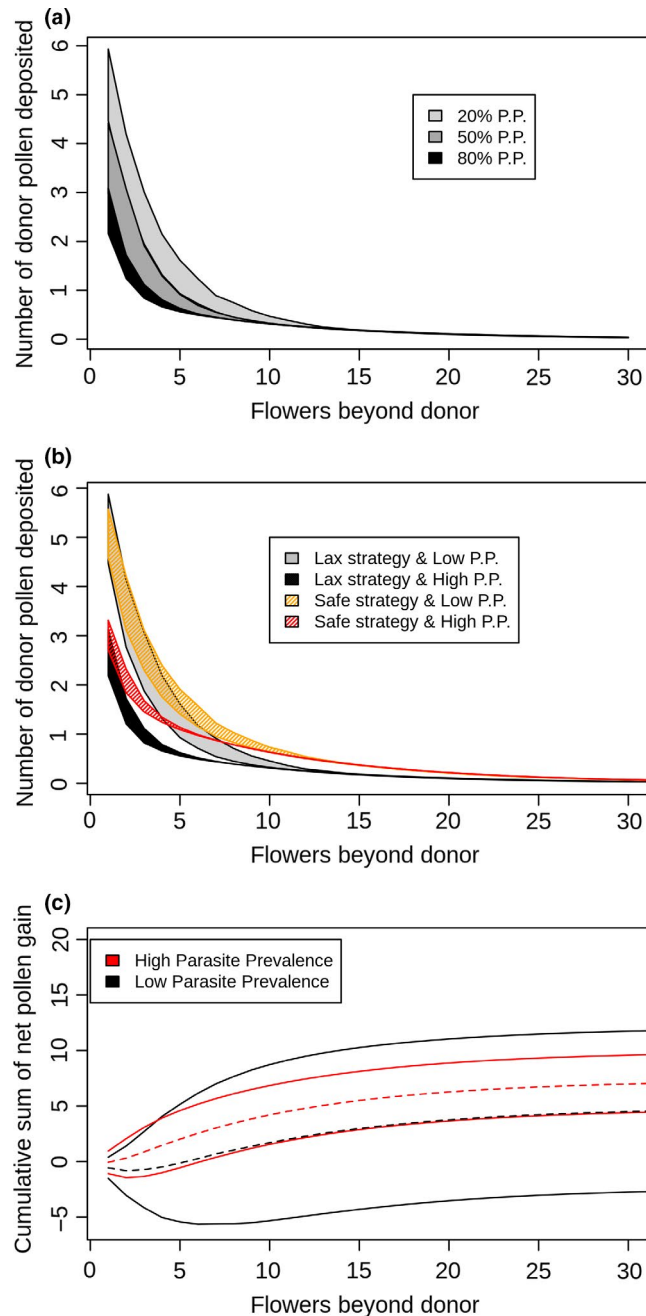 (a)
Number of donor pollen deposited
6
5
4
3
2
1
0
20% P.P.
50% P.P.
80% P.P.
0 5 10 15 20 25 30
Flowers beyond donor
(b)
Number of donor pollen deposited
6
5
4
3
2
1
0
Lax strategy & Low P.P.
Lax strategy & High P.P.
Safe strategy & Low P.P.
Safe strategy & High P.P.
0 5 10 15 20 25 30
Flowers beyond donor
(c)
Cumulative sum of net pollen gain
20
15
10
5
0
−5
High Parasite Prevalence
Low Parasite Prevalence
0 5 10 15 20 25 30
Flowers beyond donor